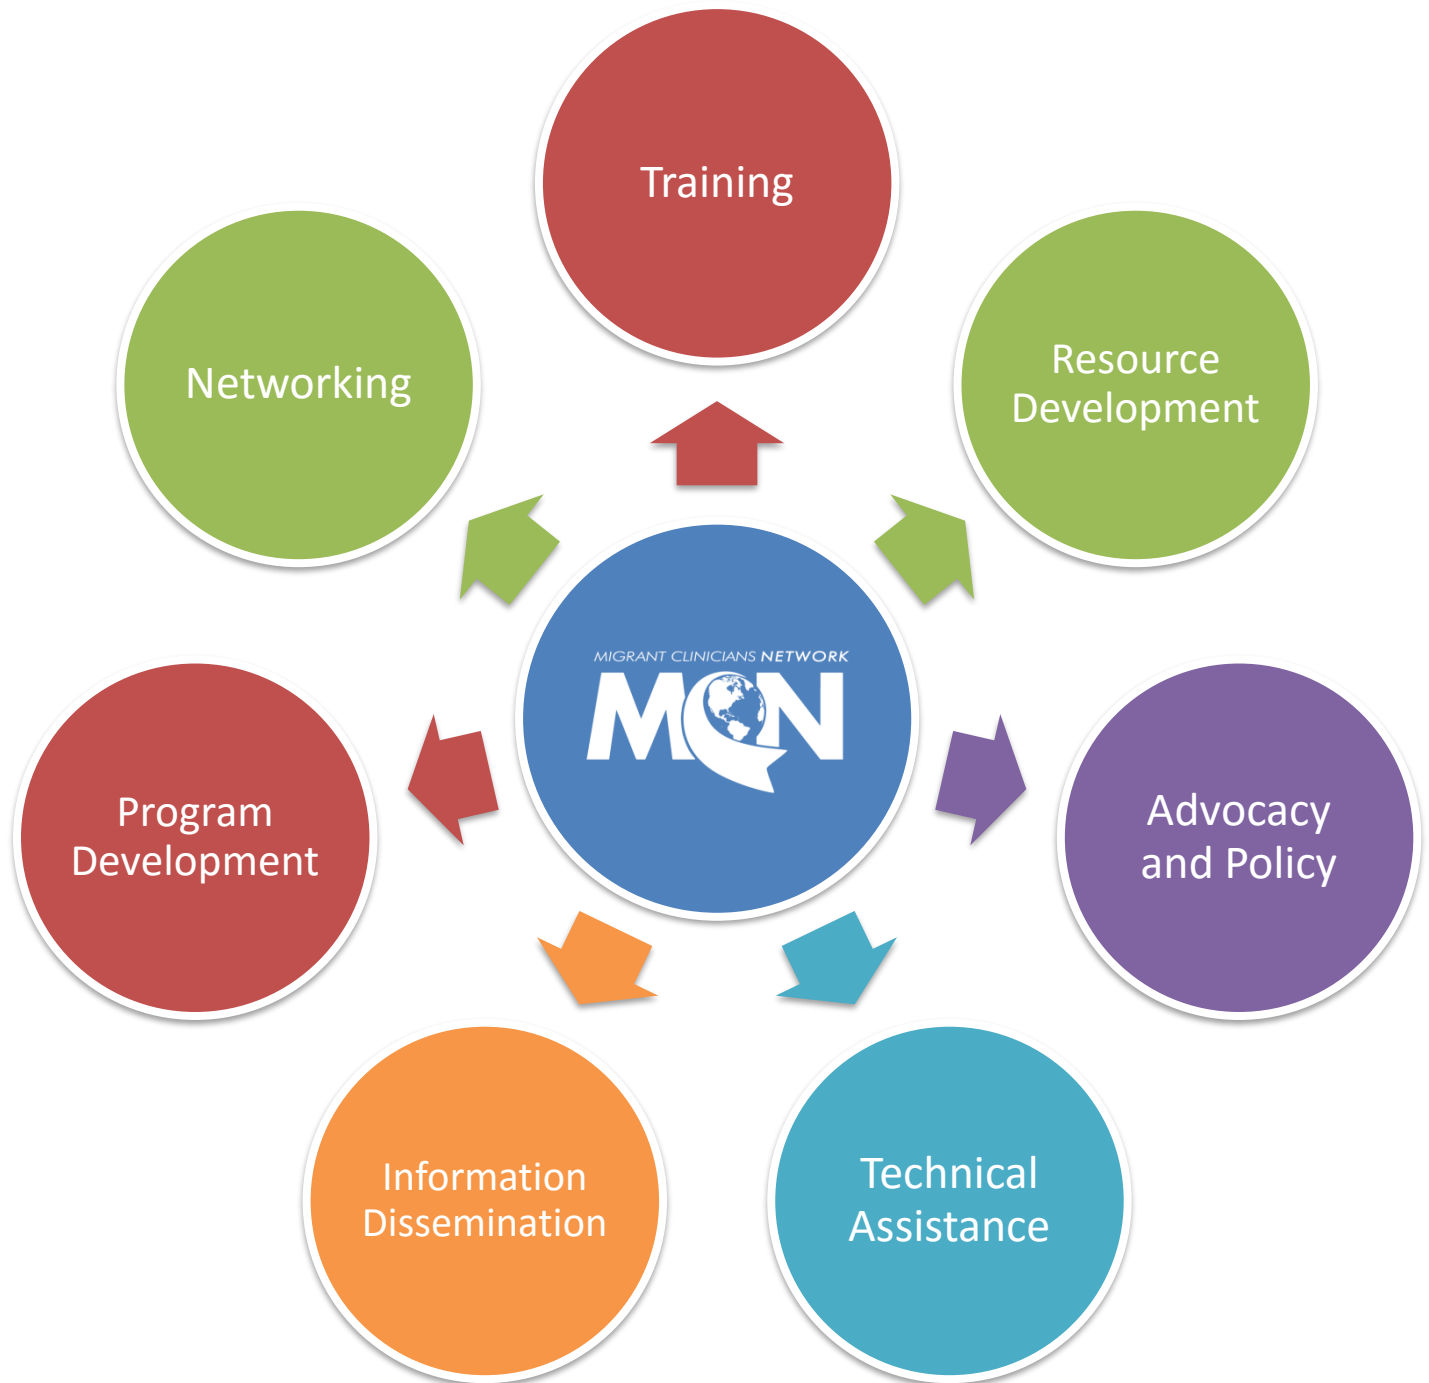 Training
Resource
Development
Advocacy
and Policy
Technical
Assistance
Information
Dissemination
Program
Development
Networking
MIGRANT CLINICIANS NETWORK
MCN